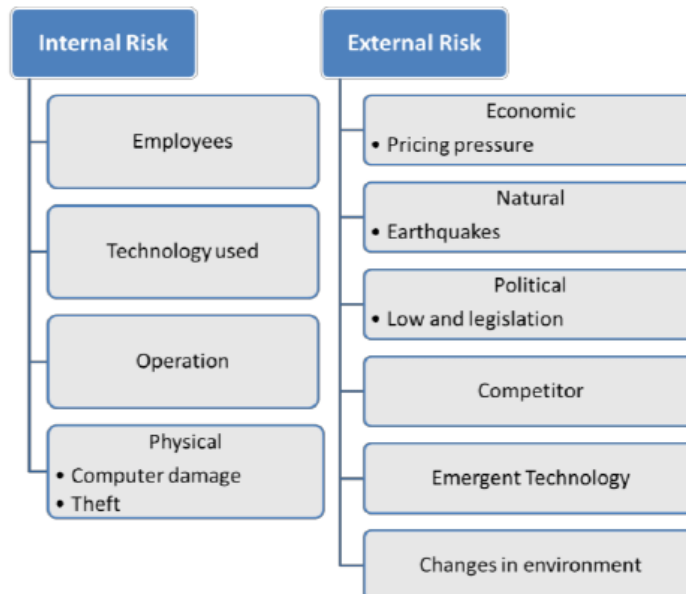 Internal Risk
Employees
Technology used
Operation
Physical
• Computer damage
• Theft
External Risk
Economic
• Pricing pressure
Natural
• Earthquakes
Political
• Low and legislation
Competitor
Emergent Technology
Changes in environment